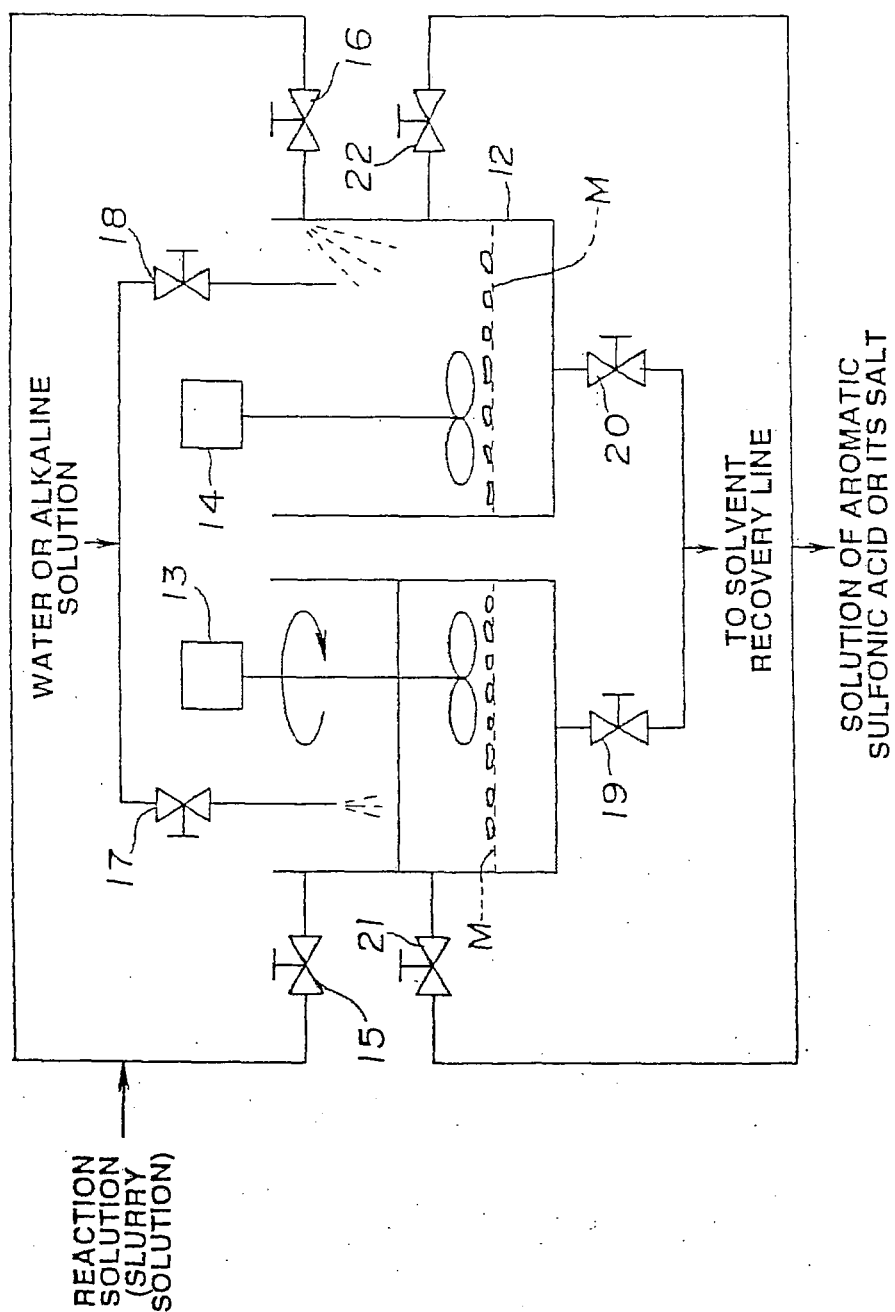 REACTION
SOLUTION
(SLURRY
SOLUTION)
WATER OR ALKALINE
SOLUTION
16
18
22
12
M
14
13
17
M
21
15
19
20
TO SOLVENT
RECOVERY LINE
SOLUTION OF AROMATIC
SULFONIC ACID OR ITS SALT